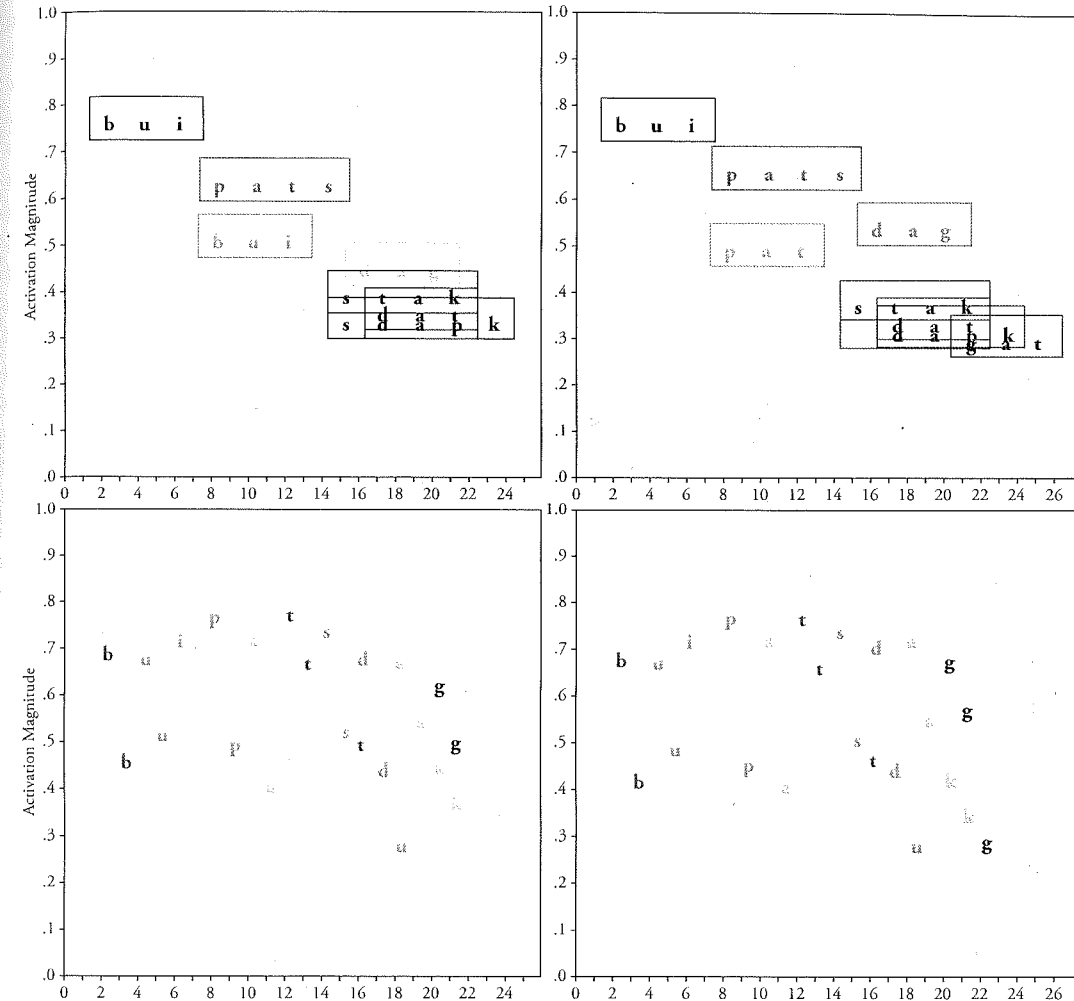 1.0
.9
.8
.7
.6
.5
.4
.3
.2
.1
.0
Activation Magnitude
b u i
p a t s
b u i
d a g
s t a k
d a t
s d a p k
0 2 4 6 8 10 12 14 16 18 20 22 24
1.0
.9
.8
.7
.6
.5
.4
.3
.2
.1
.0
b u i
p a t s
d a g
p a t
s t a k
d a t
d a p k
g a t
0 2 4 6 8 10 12 14 16 18 20 22 24 26
1.0
.9
.8
.7
.6
.5
.4
.3
.2
.1
.0
Activation Magnitude
b u i p a t s d a g
t
b u p a s t d a k g
k
u
0 2 4 6 8 10 12 14 16 18 20 22 24
1.0
.9
.8
.7
.6
.5
.4
.3
.2
.1
.0
b u i p a t s d a g
t
b u p a s t d a k g
k
u g
0 2 4 6 8 10 12 14 16 18 20 22 24 26